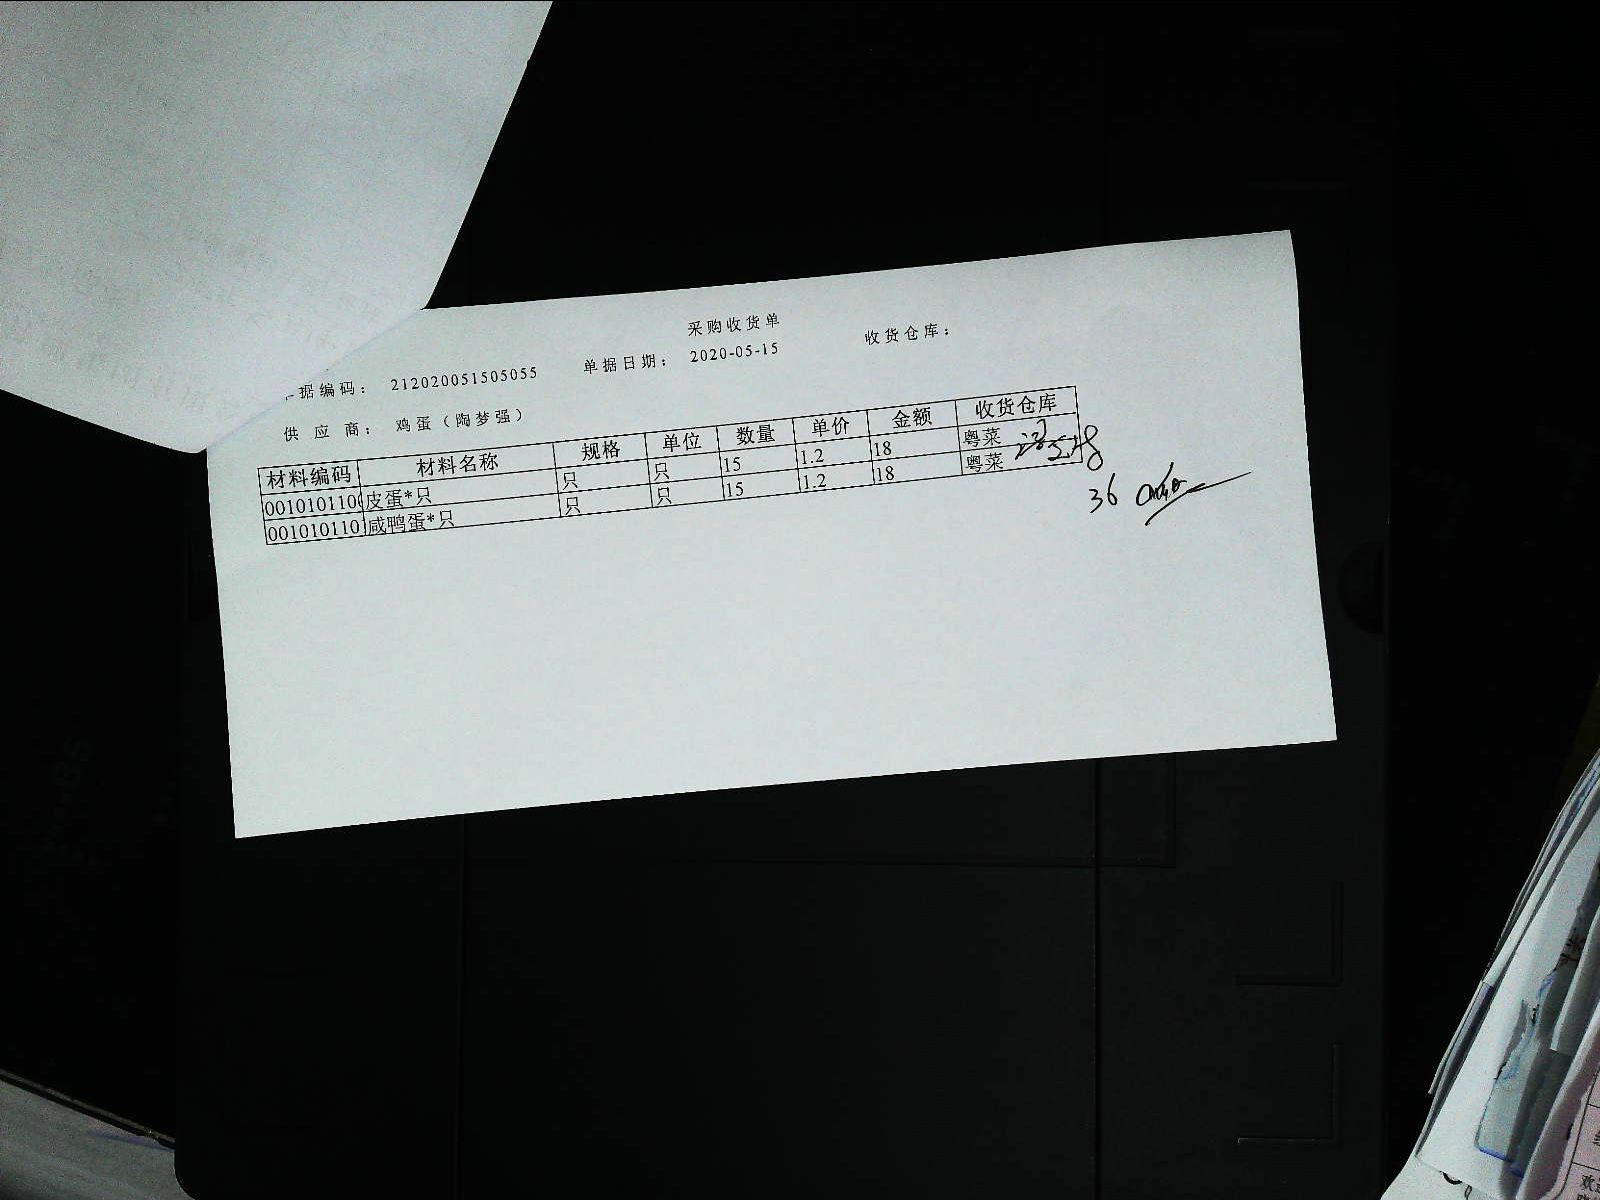 采购收货单
据编码： 212020051505055 单据日期； 2020-05-15 收货仓库：
供应商； 鸡蛋（陶梦强）
材料编码 材料名称 规格 单位 数量 单价 金额 收货仓库
0010101106 皮蛋*只 只 只 15 1.2 18 粤菜
001010110 咸鸭蛋*只 只 只 15 1.2 18 粤菜
36